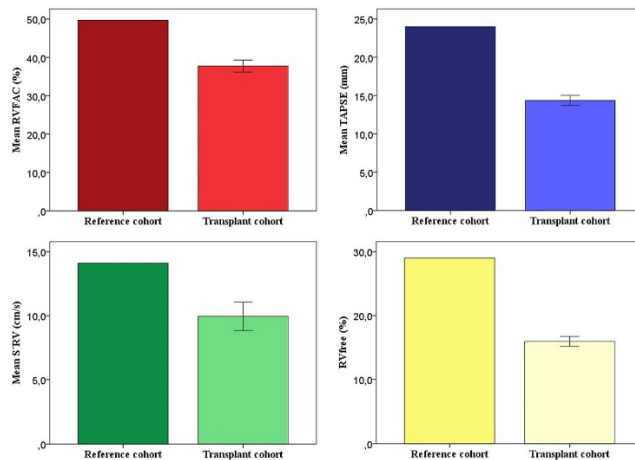 Mean RVFAC (%)
50,0
40,0
30,0
20,0
10,0
,0
Reference cohort Transplant cohort
Mean TAPSE (mm)
25,0
20,0
15,0
10,0
5,0
,0
Reference cohort Transplant cohort
Mean S'RV (cm/s)
15,0
10,0
5,0
,0
Reference cohort Transplant cohort
RVfree (%)
30,0
20,0
10,0
,0
Reference cohort Transplant cohort